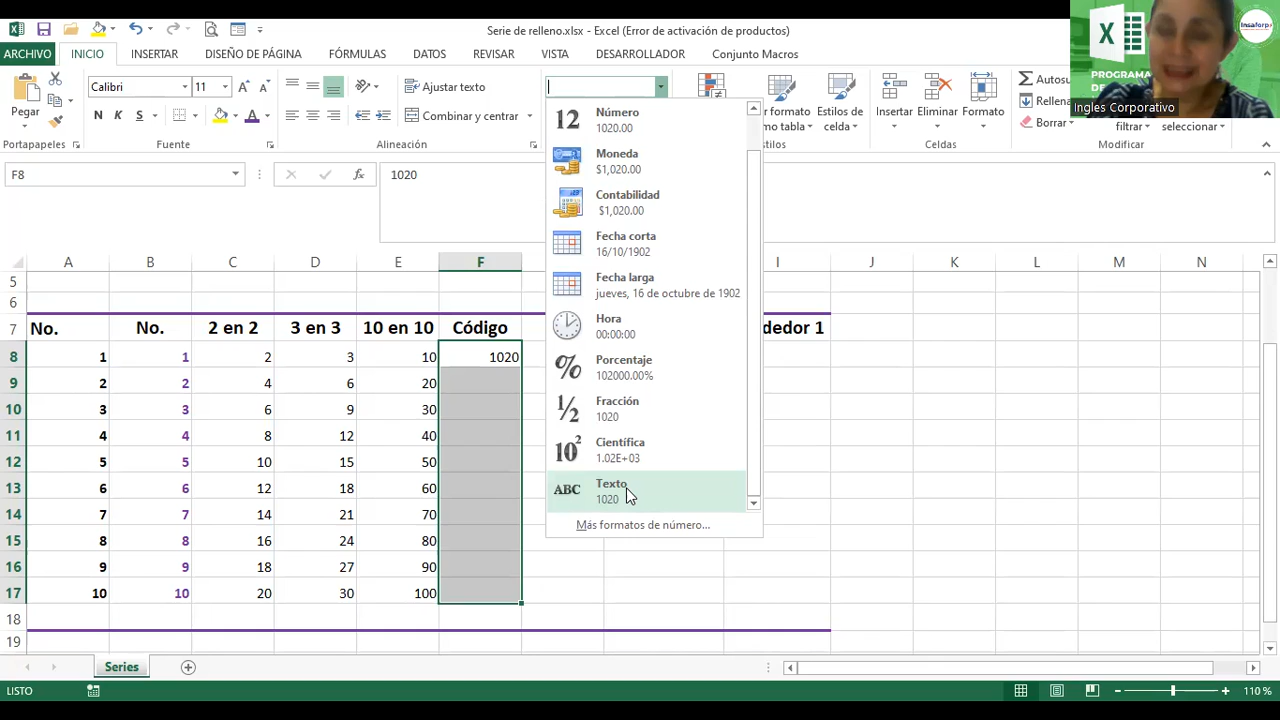 Serie de relleno.xlsx - Excel (Error de activación de productos)
ARCHIVO INICIO INSERTAR DISEÑO DE PÁGINA FÓRMULAS DATOS REVISAR VISTA DESARROLLADOR Conjunto Macros
PROGRAMA
DE
Insaforp
Ingles Corporativo
Pegar
Calibri 11
N K S
Ajustar texto
Combinar y centrar
formato
mo tabla
Estilos de
celda
Insertar
Eliminar
Formato
Autosu
Rellena
Borrar
filtrar
seleccionar
Portapapeles Fuente Alineación stilos Celdas Modificar
F8 fx 1020
12 Número
1020.00
Moneda
$1,020.00
Contabilidad
$1,020.00
Fecha corta
16/10/1902
Fecha larga
jueves, 16 de octubre de 1902
Hora
00:00:00
% Porcentaje
102000.00%
½ Fracción
1020
10² Científica
1.02E+03
ABC Texto
1020
Más formatos de número...
A B C D E F I J K L M N
5
6
7 No. No. 2 en 2 3 en 3 10 en 10 Código dedor 1
8 1 1 2 3 10 1020
9 2 2 4 6 20
10 3 3 6 9 30
11 4 4 8 12 40
12 5 5 10 15 50
13 6 6 12 18 60
14 7 7 14 21 70
15 8 8 16 24 80
16 9 9 18 27 90
17 10 10 20 30 100
18
19
Series
LISTO 110 %